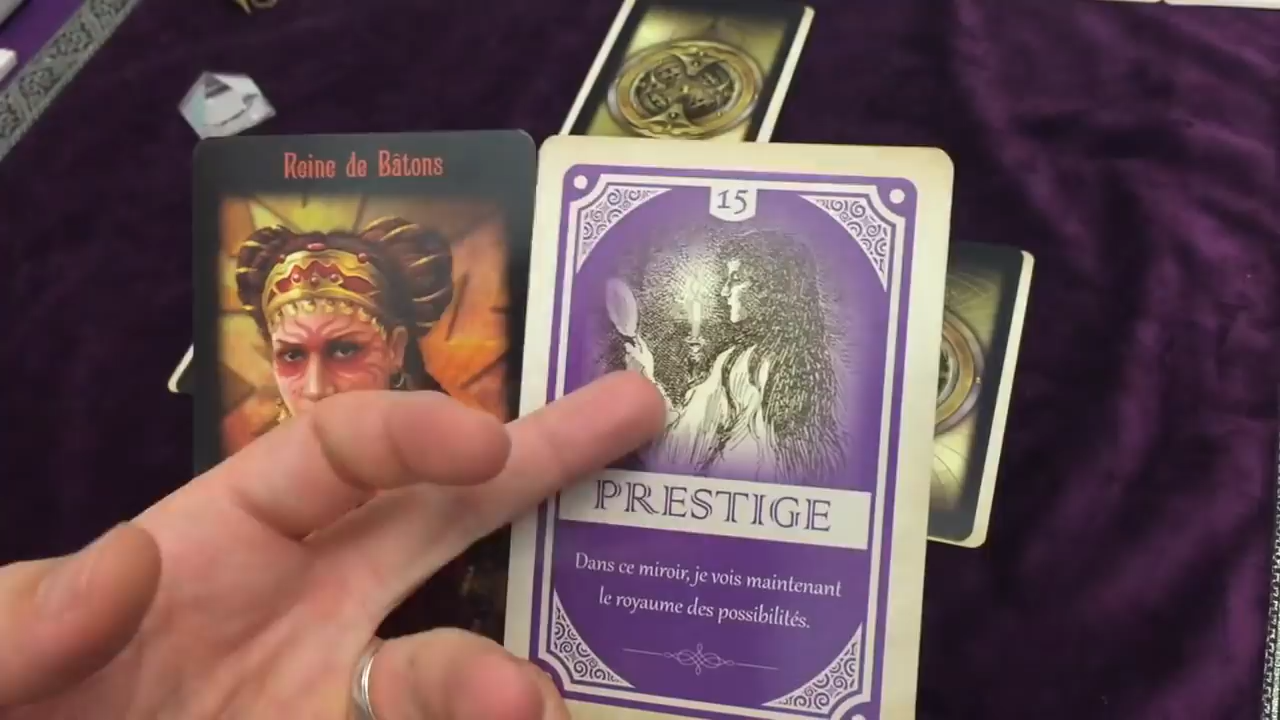 Reine de Bâtons
15
PRESTIGE
Dans ce miroir, je vois maintenant
le royaume des possibilités.